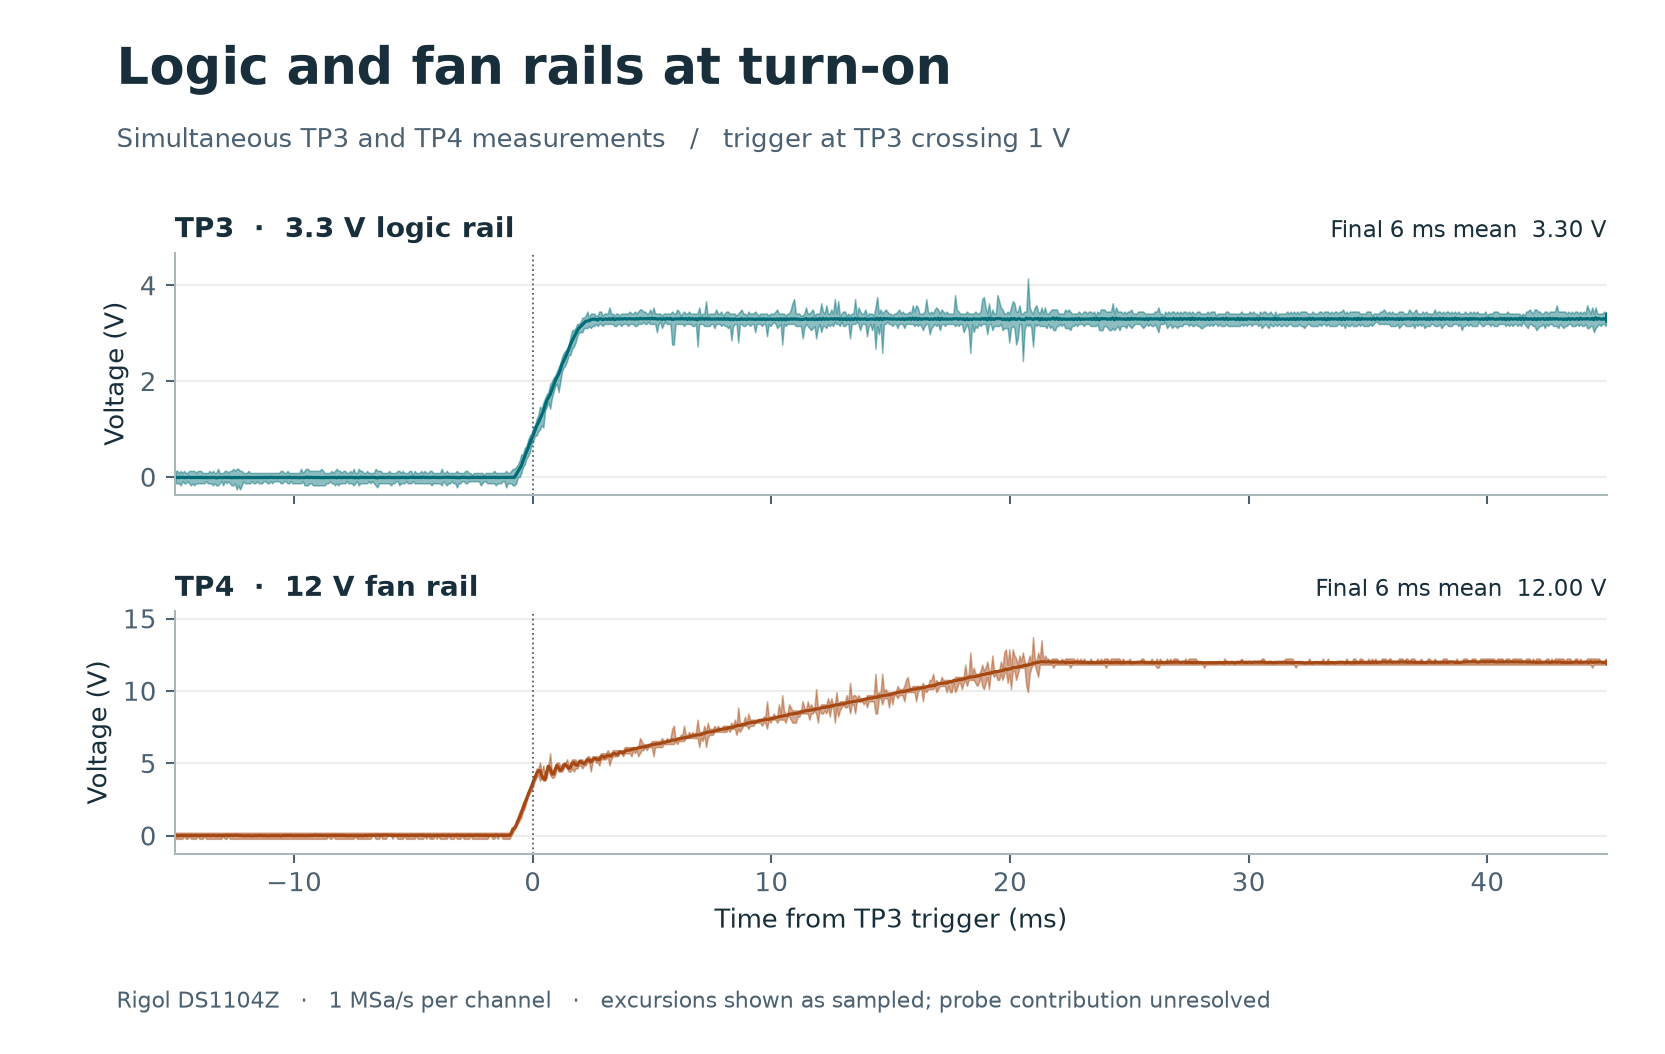 Logic and fan rails at turn-on
Simultaneous TP3 and TP4 measurements / trigger at TP3 crossing 1 V
TP3 · 3.3 V logic rail
Final 6 ms mean 3.30 V
Voltage (V)
4
2
0
TP4 · 12 V fan rail
Final 6 ms mean 12.00 V
Voltage (V)
15
10
5
0
−10 0 10 20 30 40
Time from TP3 trigger (ms)
Rigol DS1104Z · 1 MSa/s per channel · excursions shown as sampled; probe contribution unresolved